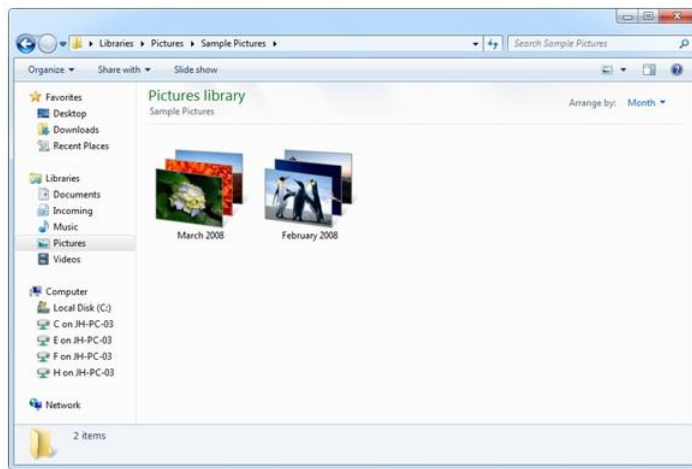 Libraries Pictures Sample Pictures
Search Sample Pictures
Organize Share with Slide show
Favorites
Desktop
Downloads
Recent Places
Libraries
Documents
Incoming
Music
Pictures
Videos
Computer
Local Disk (C:)
C on JH-PC-03
E on JH-PC-03
F on JH-PC-03
H on JH-PC-03
Network
Pictures library
Sample Pictures
Arrange by: Month
March 2008
February 2008
2 items